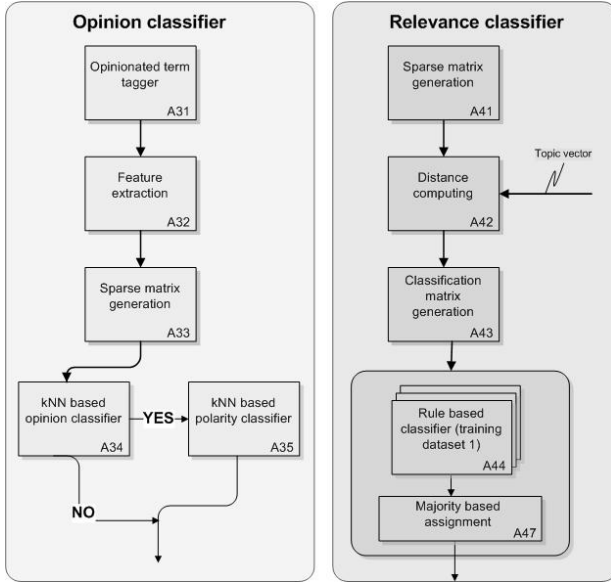 Opinion classifier
Opinionated term
tagger
A31
Feature
extraction
A32
Sparse matrix
generation
A33
kNN based
opinion classifier
A34
YES
kNN based
polarity classifier
A35
NO
Relevance classifier
Sparse matrix
generation
A41
Topic vector
Distance
computing
A42
Classification
matrix
generation
A43
Rule based
classifier (training
dataset 1)
A44
Majority based
assignment
A47